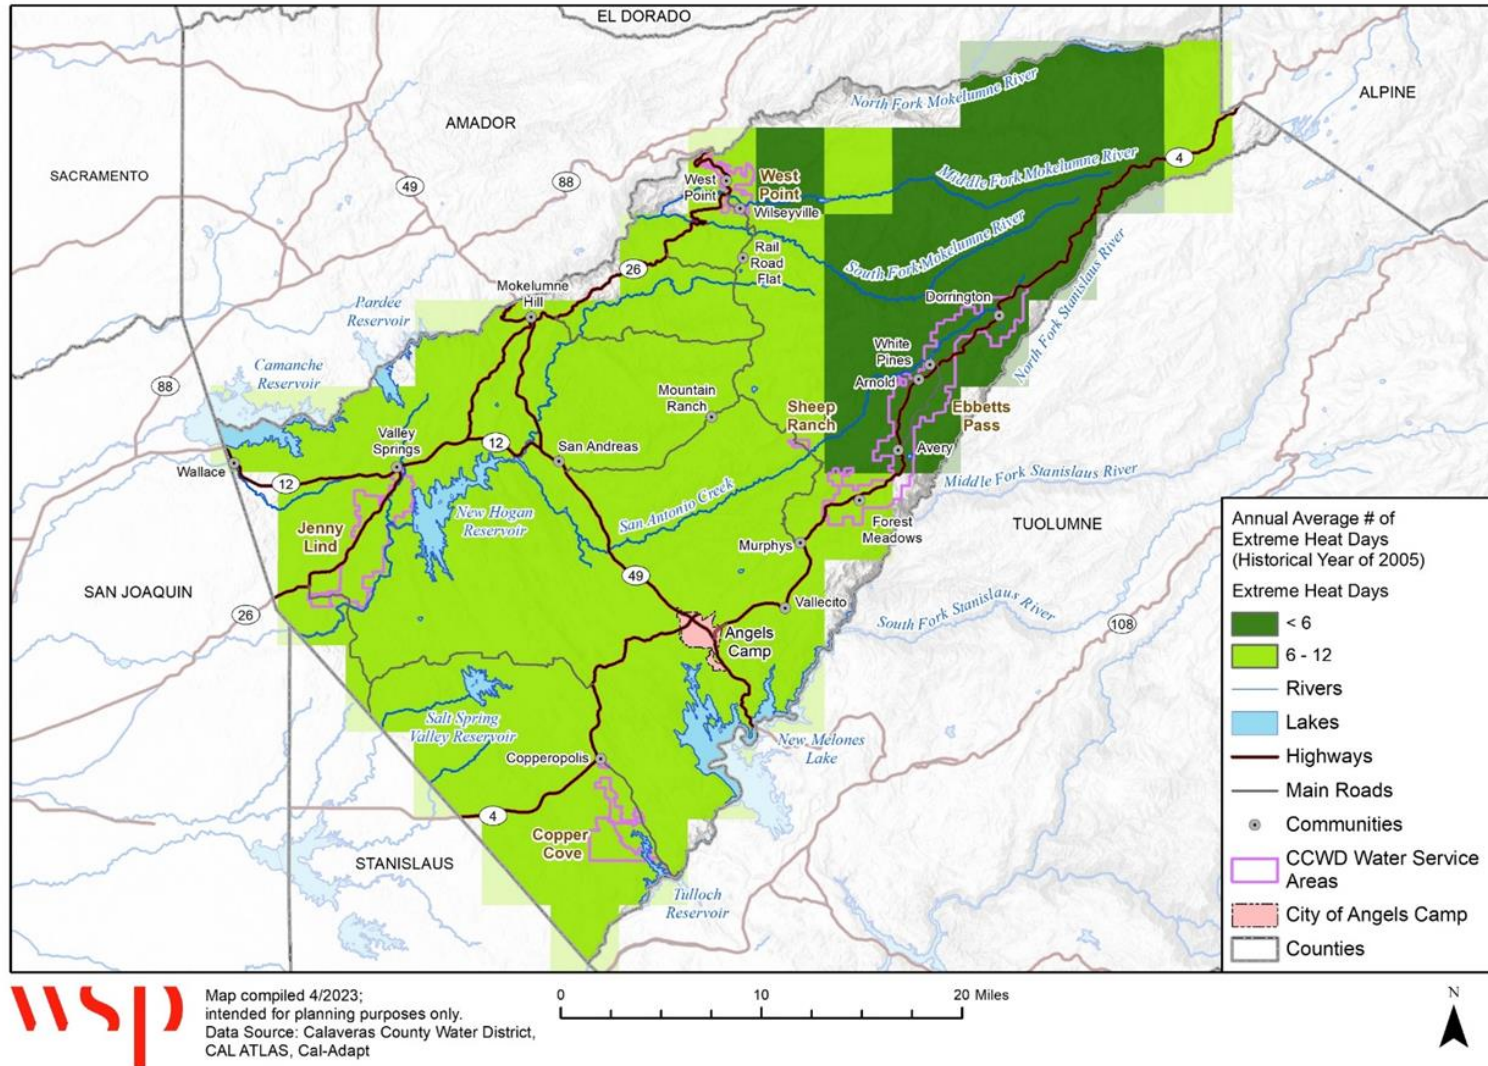 EL DORADO
ALPINE
AMADOR
SACRAMENTO
North Fork Mokelumne River
49
88
4
Middle Fork Mokelumne River
West
Point
West
Point
Wilseyville
South Fork Mokelumne River
Rail
Road
Flat
26
Mokelumne
Hill
Pardee
Reservoir
Dorrington
North Fork Stanislaus River
Camanche
Reservoir
88
White
Pines
Arnold
Mountain
Ranch
Sheep
Ranch
Ebbetts
Pass
Valley
Springs
12
San Andreas
Avery
Wallace
12
Middle Fork Stanislaus River
San Antonio Creek
New Hogan
Reservoir
Jenny
Lind
Forest
Meadows
TUOLUMNE
Murphys
SAN JOAQUIN
49
26
Vallecito
South Fork Stanislaus
River
108
Angels
Camp
Salt Spring
Valley Reservoir
Copperopolis
New Melones
Lake
4
Copper
Cove
STANISLAUS
Tulloch
Reservoir
Annual Average # of
Extreme Heat Days
(Historical Year of 2005)
Extreme Heat Days
< 6
6 - 12
Rivers
Lakes
Highways
Main Roads
Communities
CCWD Water Service
Areas
City of Angels Camp
Counties
wsp
Map compiled 4/2023;
intended for planning purposes only.
Data Source: Calaveras County Water District,
CAL ATLAS, Cal-Adapt
0 10 20 Miles
N